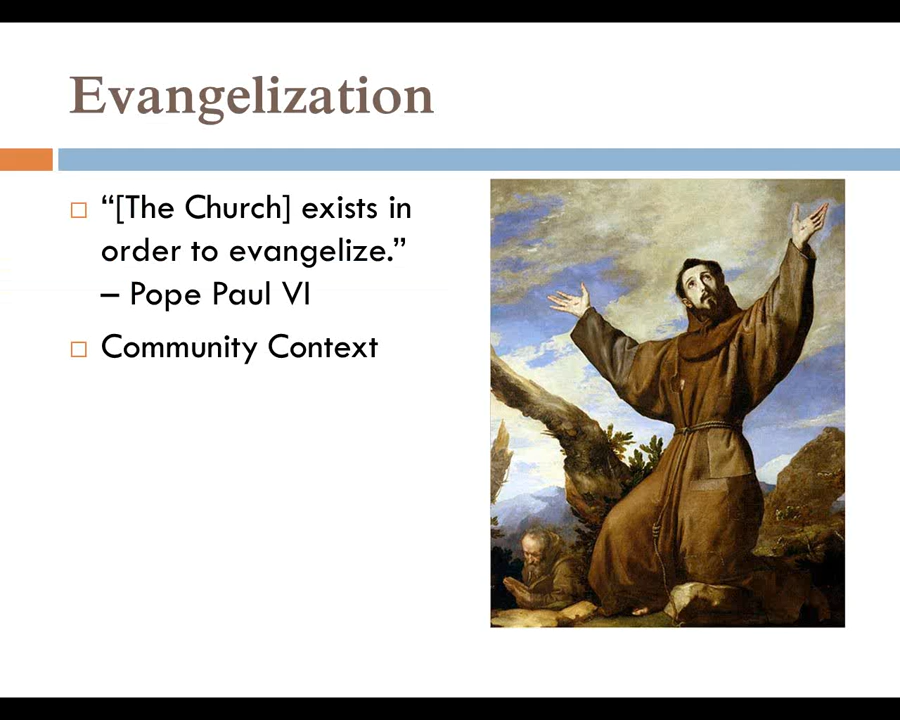 Evangelization
“[The Church] exists in
order to evangelize.”
– Pope Paul VI
Community Context